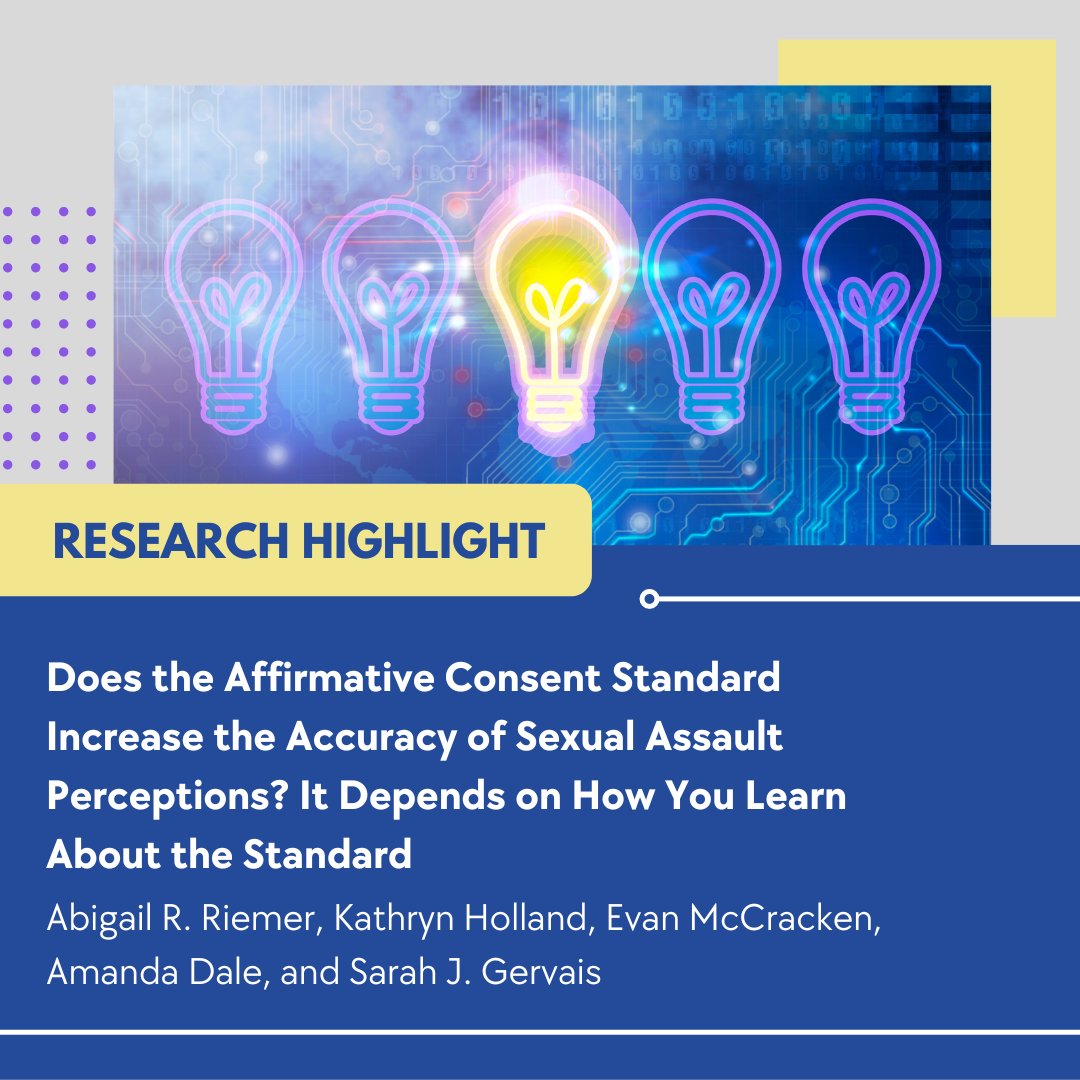 RESEARCH HIGHLIGHT
Does the Affirmative Consent Standard
Increase the Accuracy of Sexual Assault
Perceptions? It Depends on How You Learn
About the Standard
Abigail R. Riemer, Kathryn Holland, Evan McCracken,
Amanda Dale, and Sarah J. Gervais